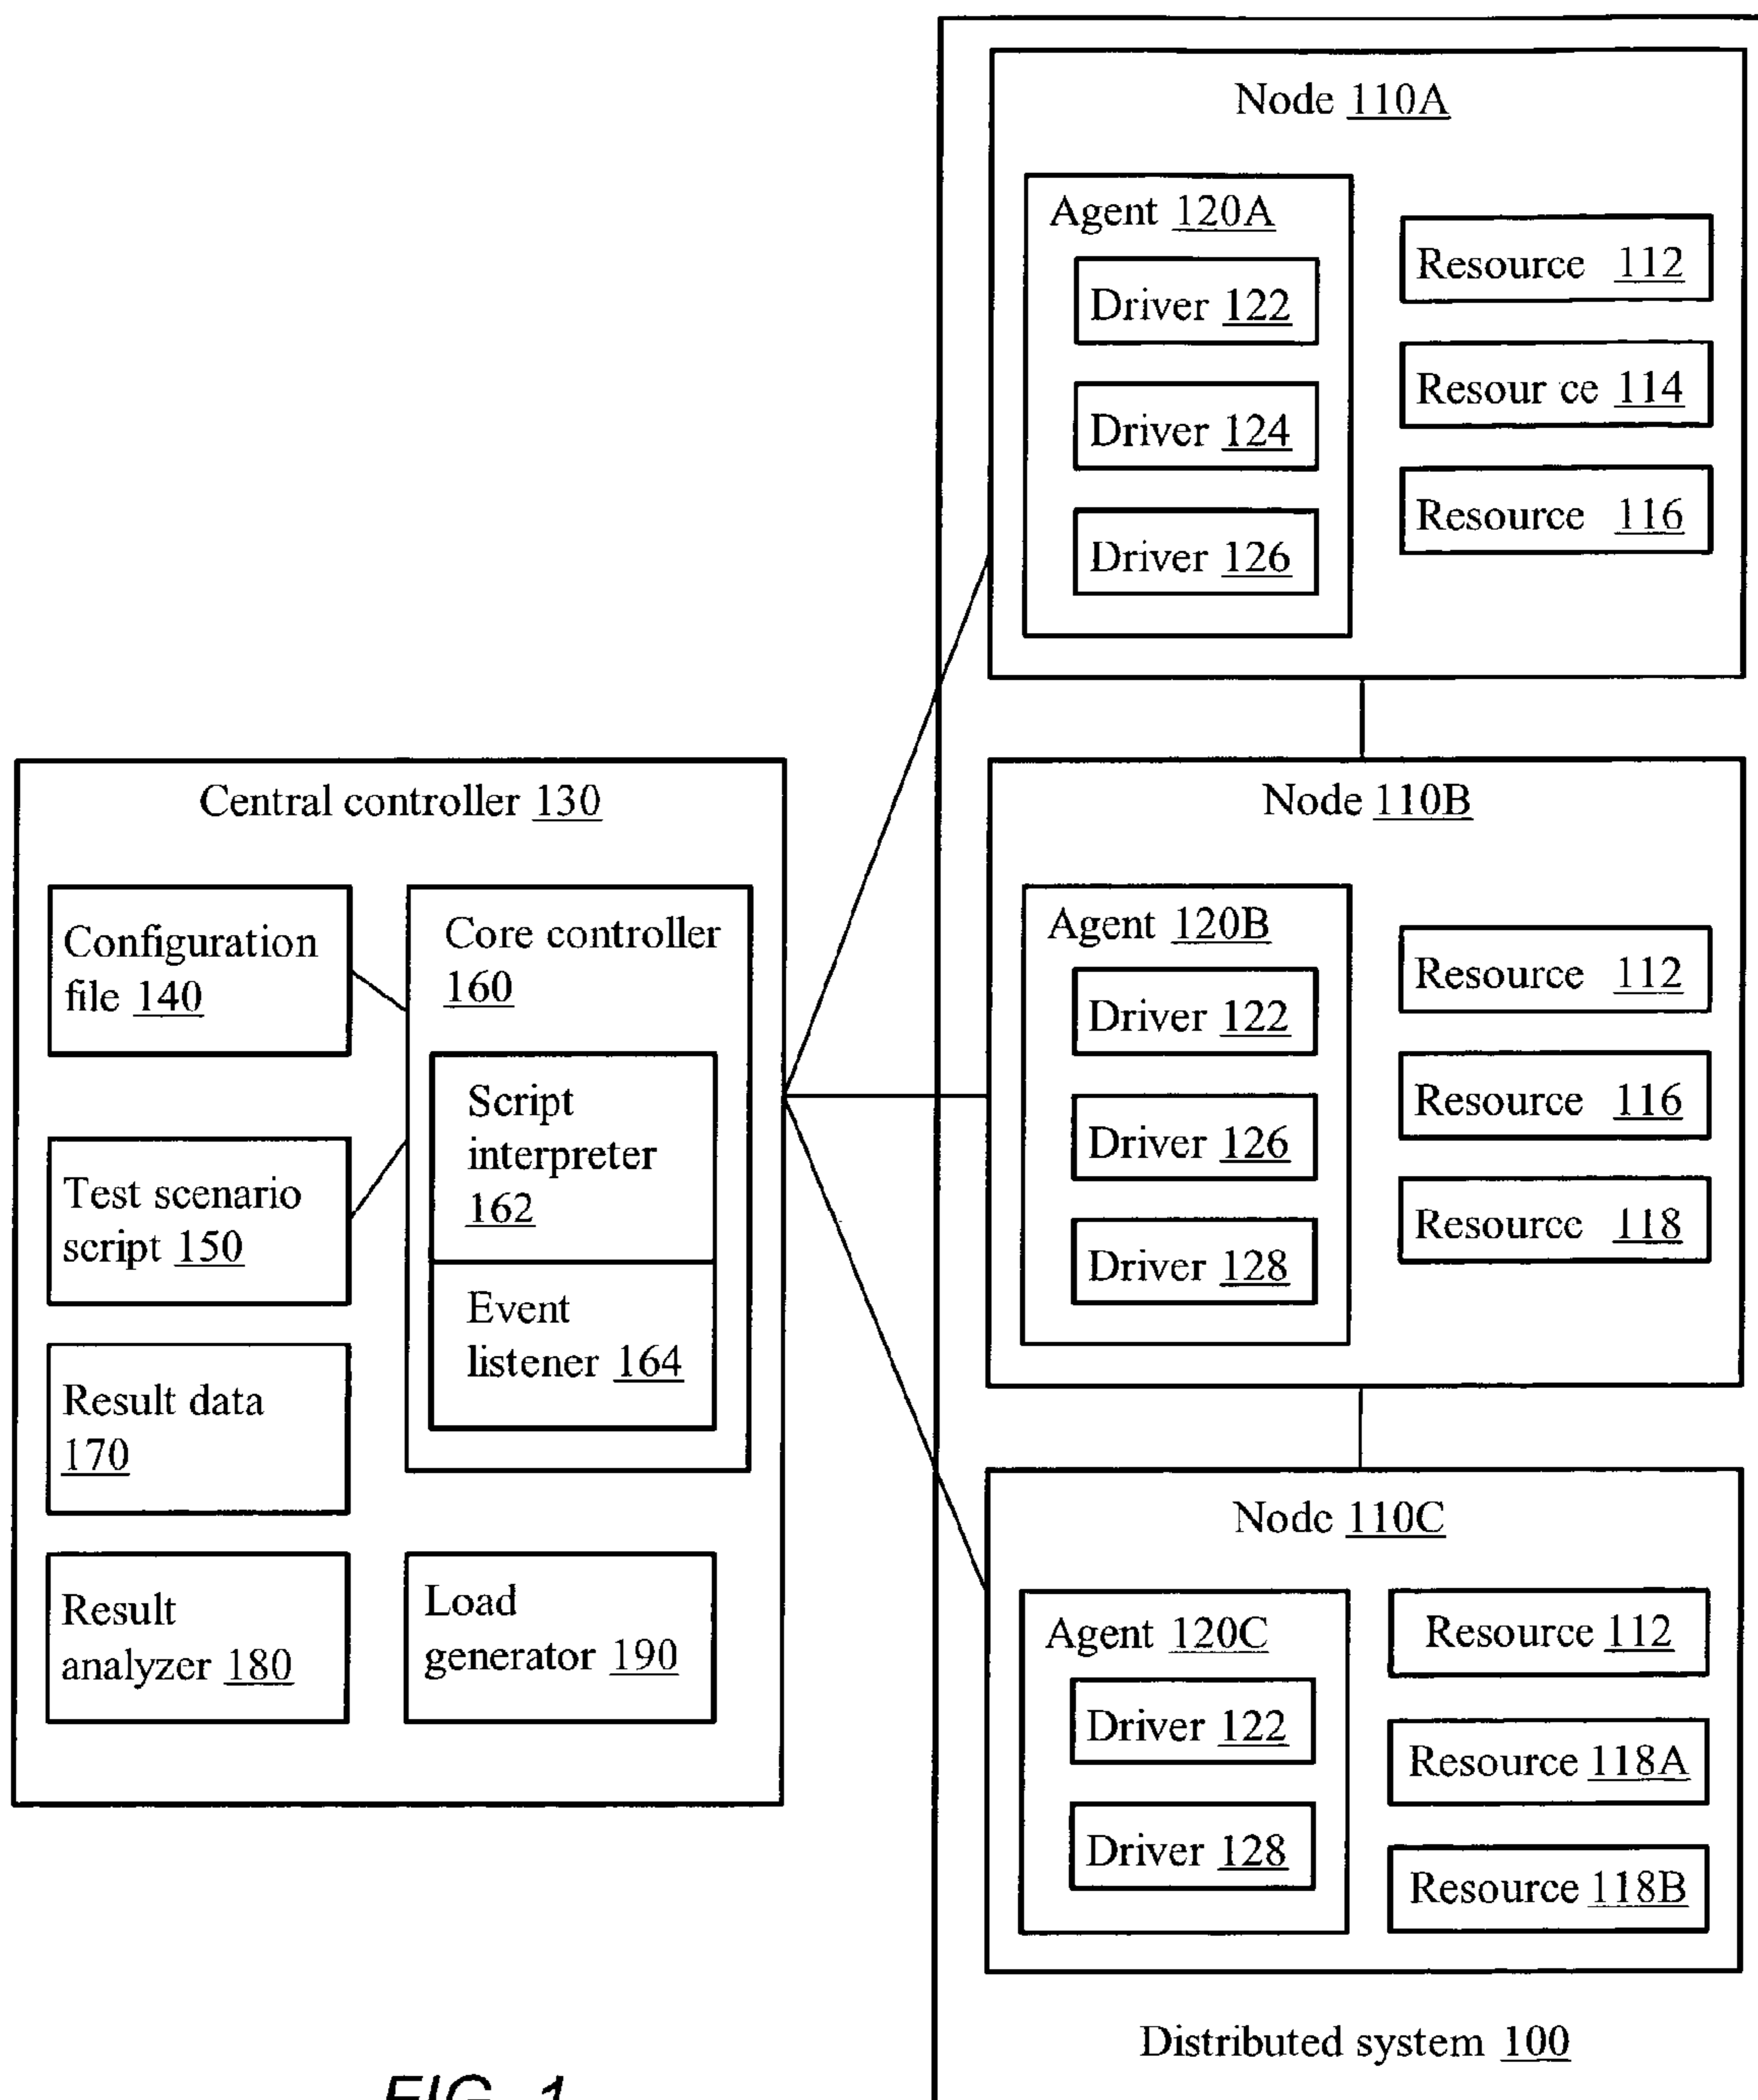 Node 110A
Agent 120A
Driver 122
Driver 124
Driver 126
Resource 112
Resour ce 114
Resource 116
Central controller 130
Configuration
file 140
Test scenario
script 150
Result data
170
Result
analyzer 180
Core controller
160
Script
interpreter
162
Event
listener 164
Load
generator 190
Node 110B
Agent 120B
Driver 122
Driver 126
Driver 128
Resource 112
Resource 116
Resource 118
Node 110C
Agent 120C
Driver 122
Driver 128
Resource 112
Resource 118A
Resource 118B
Distributed system 100
FIG. 1